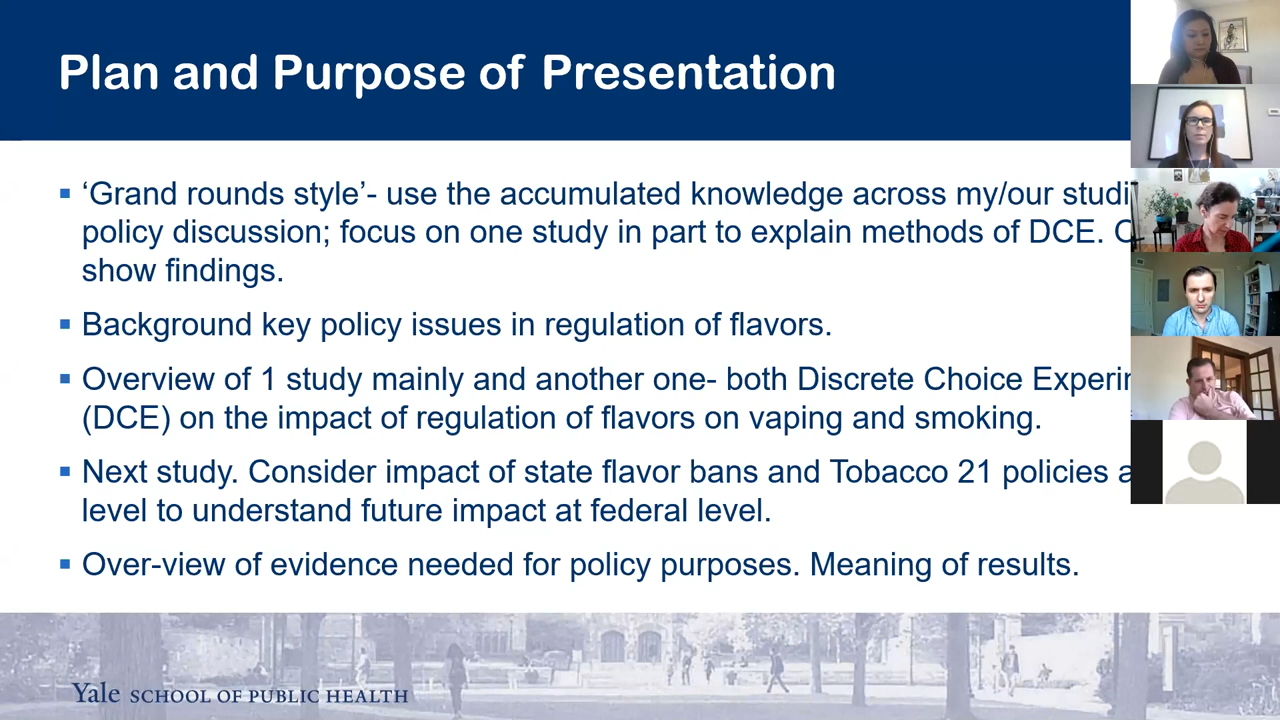 Plan and Purpose of Presentation
▪ ‘Grand rounds style’- use the accumulated knowledge across my/our
policy discussion; focus on one study in part to explain methods of DCE.
show findings.
▪ Background key policy issues in regulation of flavors.
▪ Overview of 1 study mainly and another one- both Discrete Choice
(DCE) on the impact of regulation of flavors on vaping and smoking.
▪ Next study. Consider impact of state flavor bans and Tobacco 21 policies
level to understand future impact at federal level.
▪ Over-view of evidence needed for policy purposes. Meaning of results.
Yale SCHOOL OF PUBLIC HEALTH